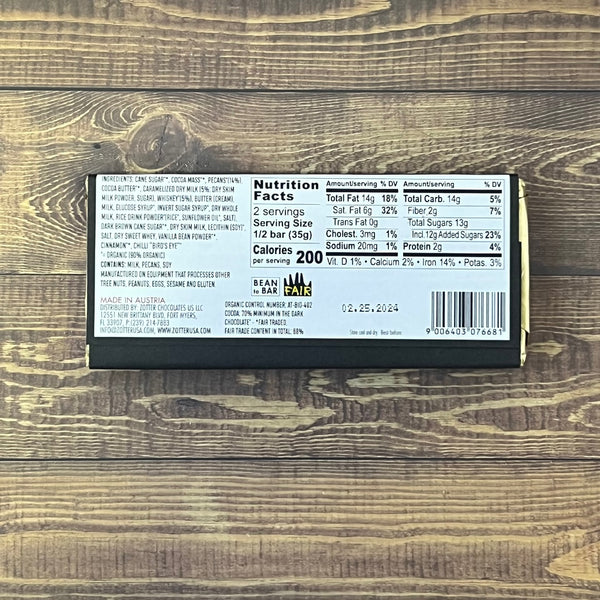 INGREDIENTS: CANE SUGAR°*, COCOA MASS°*, PECANS°(14%),
COCOA BUTTER°*, CARAMELIZED DRY MILK (5%: DRY SKIM
MILK POWDER, SUGAR), WHISKEY(5%), BUTTER (CREAM),
MILK, GLUCOSE SYRUP°, INVERT SUGAR SYRUP°, DRY WHOLE
MILK, RICE DRINK POWDER°(RICE°, SUNFLOWER OIL°, SALT),
DARK BROWN CANE SUGAR°*, DRY SKIM MILK°, LECITHIN (SOY)°,
SALT, DRY SWEET WHEY, VANILLA BEAN POWDER°*,
CINNAMON°*, CHILLI "BIRD'S EYE"°*
° ORGANIC (90% ORGANIC)
CONTAINS: MILK, PECANS, SOY
MANUFACTURED ON EQUIPMENT THAT PROCESSES OTHER
TREE NUTS, PEANUTS, EGGS, SESAME AND GLUTEN
MADE IN AUSTRIA
DISTRIBUTED BY: ZOTTER CHOCOLATES US LLC
12551 NEW BRITTANY BLVD, FORT MYERS,
FL 33907, P (239) 214-7883
INFO@ZOTTERUSA.COM, WWW.ZOTTERUSA.COM
Nutrition
Facts
2 servings
Serving Size
1/2 bar (35g)
Calories
per serving 200
Amount/serving % DV
Total Fat 14g 18%
Sat. Fat 6g 32%
Trans Fat 0g
Cholest. 3mg 1%
Sodium 20mg 1%
Amount/serving % DV
Total Carb. 14g 5%
Fiber 2g 7%
Total Sugars 13g
Incl.12g Added Sugars 23%
Protein 2g 4%
Vit. D 1% • Calcium 2% • Iron 14% • Potas. 3%
BEAN
to
BAR
FAIR
ORGANIC CONTROL NUMBER: AT-BIO-402
COCOA: 70% MINIMUM IN THE DARK
CHOCOLATE - *FAIR TRADED,
FAIR TRADE CONTENT IN TOTAL: 68%
02.25.2024
Store cool and dry. Best before:
9 006403 076681